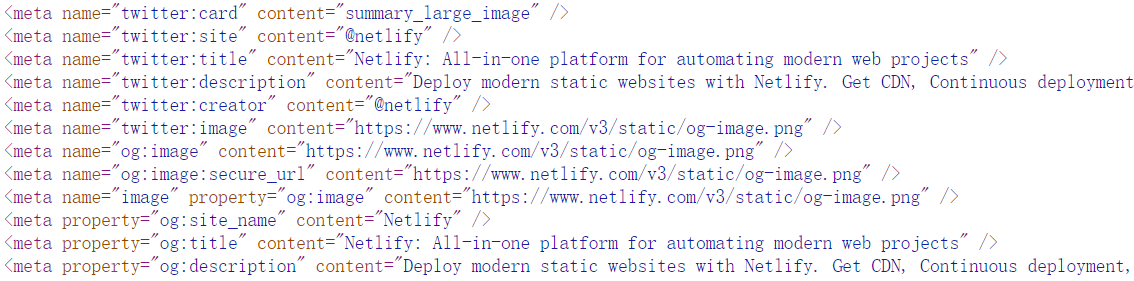 <meta name="twitter:card" content="summary_large_image" />
<meta name="twitter:site" content="@netlify" />
<meta name="twitter:title" content="Netlify: All-in-one platform for automating modern web projects" />
<meta name="twitter:description" content="Deploy modern static websites with Netlify. Get CDN, Continuous deployment
<meta name="twitter:creator" content="@netlify" />
<meta name="twitter:image" content="https://www.netlify.com/v3/static/og-image.png" />
<meta name="og:image" content="https://www.netlify.com/v3/static/og-image.png" />
<meta name="og:image:secure_url" content="https://www.netlify.com/v3/static/og-image.png" />
<meta name="image" property="og:image" content="https://www.netlify.com/v3/static/og-image.png" />
<meta property="og:site_name" content="Netlify" />
<meta property="og:title" content="Netlify: All-in-one platform for automating modern web projects" />
<meta property="og:description" content="Deploy modern static websites with Netlify. Get CDN, Continuous deployment,